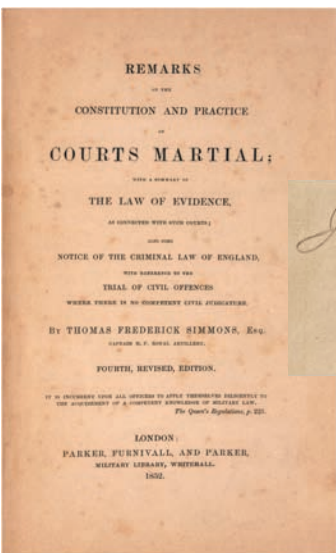 REMARKS
ON THE
CONSTITUTION AND PRACTICE
OF
COURTS MARTIAL;
WITH A SUMMARY OF
THE LAW OF EVIDENCE,
AS CONNECTED WITH SUCH COURTS;
ALSO SOME
NOTICE OF THE CRIMINAL LAW OF ENGLAND,
WITH REFERENCE TO THE
TRIAL OF CIVIL OFFENCES
WHERE THERE IS NO COMPETENT CIVIL JUDICATURE.
BY THOMAS FREDERICK SIMMONS, ESQ.
CAPTAIN H. P. ROYAL ARTILLERY.
FOURTH, REVISED, EDITION.
IT IS INCUMBENT UPON ALL OFFICERS TO APPLY THEMSELVES DILIGENTLY TO
THE ACQUIREMENT OF A COMPETENT KNOWLEDGE OF MILITARY LAW.
The Queen's Regulations, p. 223.
LONDON:
PARKER, FURNIVALL, AND PARKER,
MILITARY LIBRARY, WHITEHALL.
1852.